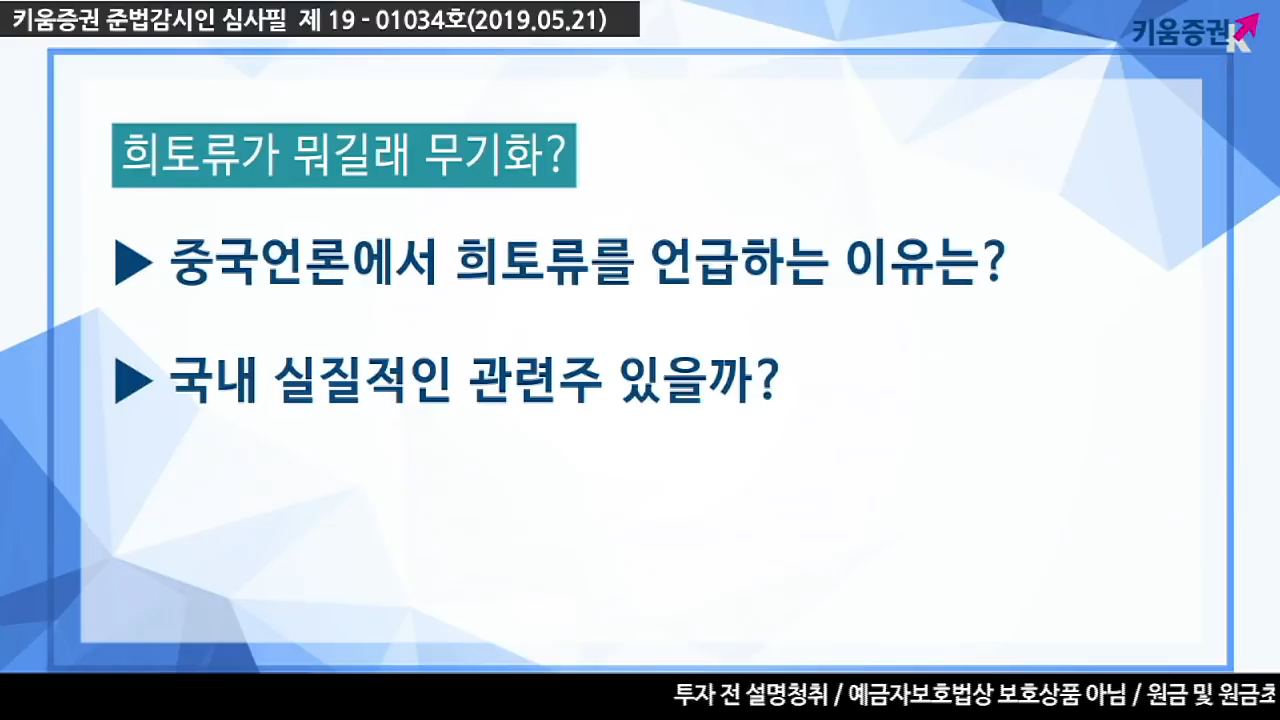 키움증권 준법감시인 심사필 제 19 - 01034호(2019.05.21)
키움증권
희토류가 뭐길래 무기화?
▶ 중국언론에서 희토류를 언급하는 이유는?
▶ 국내 실질적인 관련주 있을까?
투자 전 설명청취 / 예금자보호법상 보호상품 아님 / 원금 및 원금초